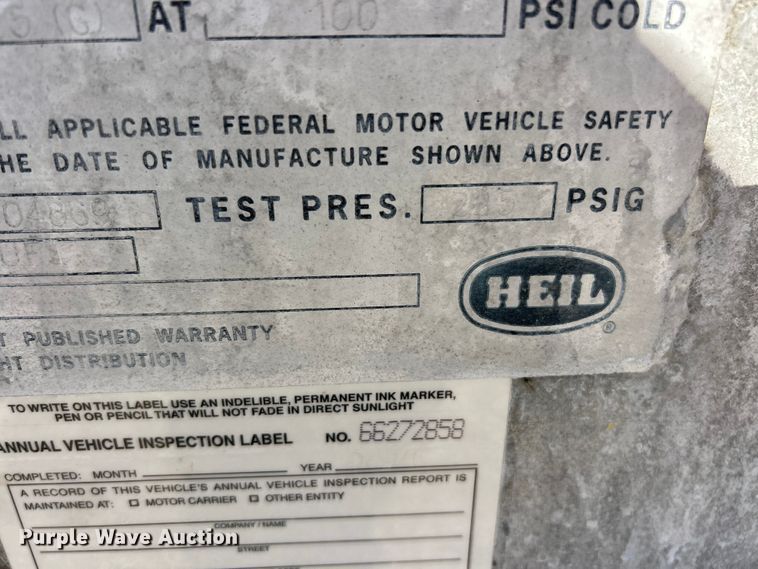 S (G) AT 100 PSI COLD
ALL APPLICABLE FEDERAL MOTOR VEHICLE SAFETY
THE DATE OF MANUFACTURE SHOWN ABOVE.
04869 TEST PRES. PSIG
HEIL ®
T PUBLISHED WARRANTY
HT DISTRIBUTION
TO WRITE ON THIS LABEL USE AN INDELIBLE, PERMANENT INK MARKER,
PEN OR PENCIL THAT WILL NOT FADE IN DIRECT SUNLIGHT
ANNUAL VEHICLE INSPECTION LABEL NO. 66272858
COMPLETED: MONTH YEAR
A RECORD OF THIS VEHICLE'S ANNUAL VEHICLE INSPECTION REPORT IS
MAINTAINED AT: ☐ MOTOR CARRIER ☐ OTHER ENTITY
COMPANY / NAME
STREET
Purple Wave Auction